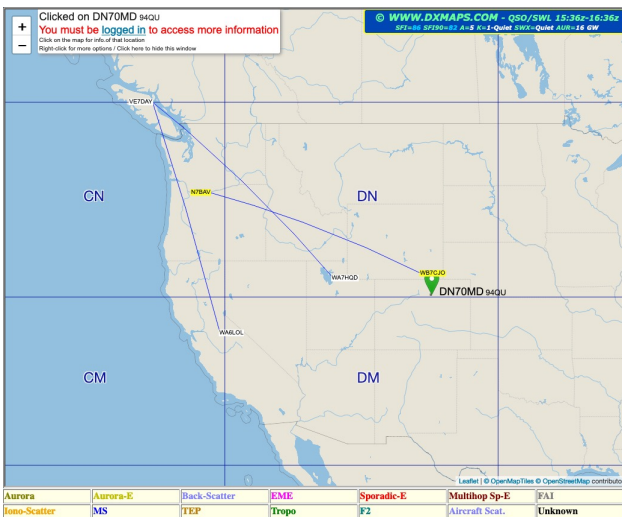 +
−
Clicked on DN70MD 94QU
You must be logged in to access more information
Click on the map for info.of that location
Right-click for more options / Click here to hide this window
© WWW.DXMAPS.COM - QSO/SWL 15:36z-16:36z
SFI=86 SFI90=82 A=5 K=1-Quiet SWX=Quiet AUR=16 GW
VE7DAY
N7BAV
CN
DN
WB7CJO
WA7HQD
DN70MD 94QU
WA6LOL
CM
DM
Leaflet | © OpenMapTiles © OpenStreetMap contributo
Aurora Aurora-E Back-Scatter EME Sporadic-E Multihop Sp-E FAI
Iono-Scatter MS TEP Tropo F2 Aircraft Scat. Unknown